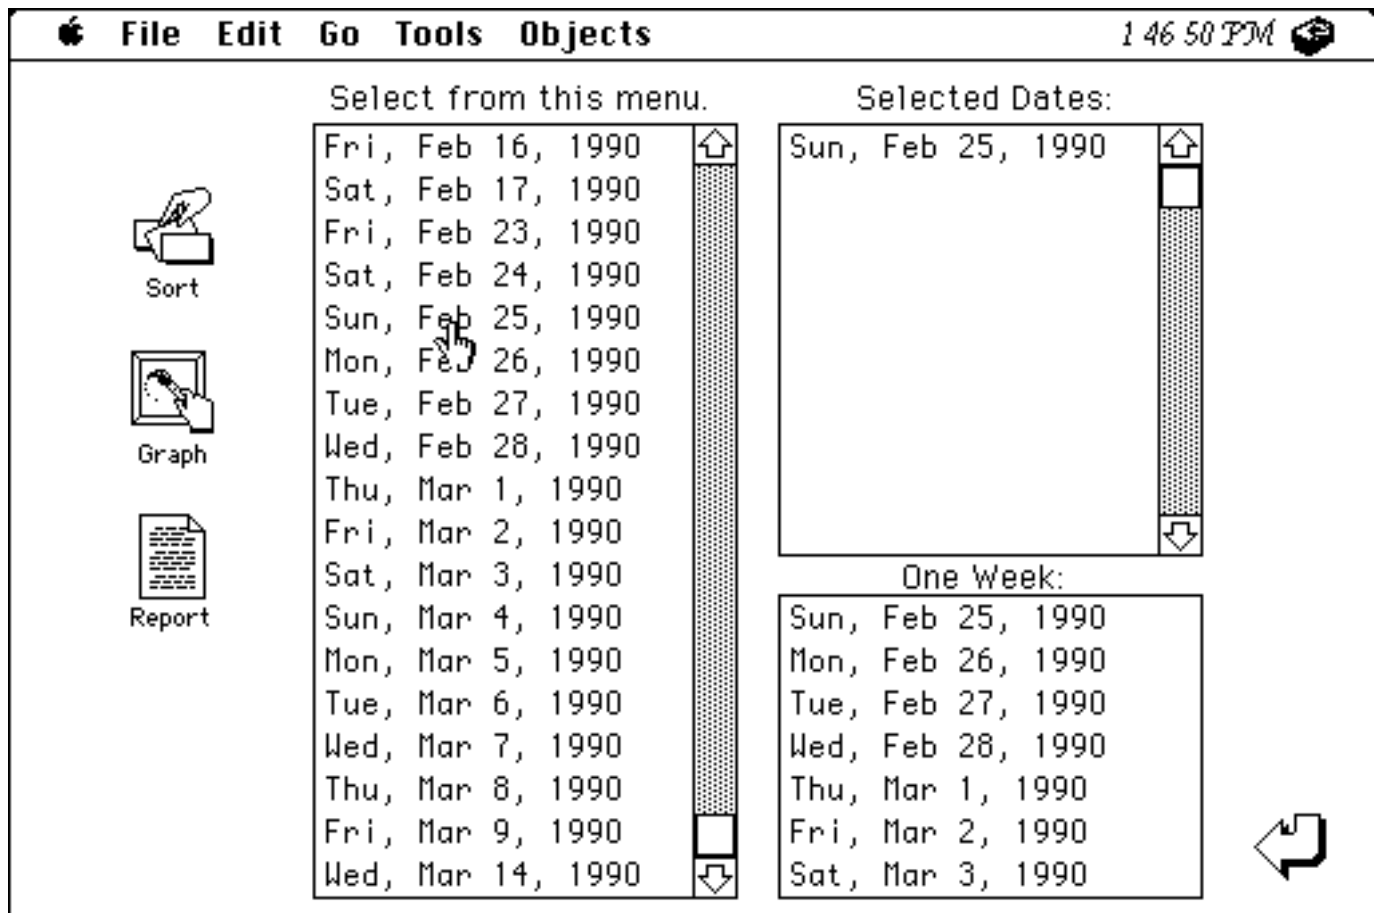 File Edit Go Tools Objects 1 46 50 PM
Sort
Graph
Report
Select from this menu.
Fri, Feb 16, 1990
Sat, Feb 17, 1990
Fri, Feb 23, 1990
Sat, Feb 24, 1990
Sun, Feb 25, 1990
Mon, Feb 26, 1990
Tue, Feb 27, 1990
Wed, Feb 28, 1990
Thu, Mar 1, 1990
Fri, Mar 2, 1990
Sat, Mar 3, 1990
Sun, Mar 4, 1990
Mon, Mar 5, 1990
Tue, Mar 6, 1990
Wed, Mar 7, 1990
Thu, Mar 8, 1990
Fri, Mar 9, 1990
Wed, Mar 14, 1990
Selected Dates:
Sun, Feb 25, 1990
One Week:
Sun, Feb 25, 1990
Mon, Feb 26, 1990
Tue, Feb 27, 1990
Wed, Feb 28, 1990
Thu, Mar 1, 1990
Fri, Mar 2, 1990
Sat, Mar 3, 1990